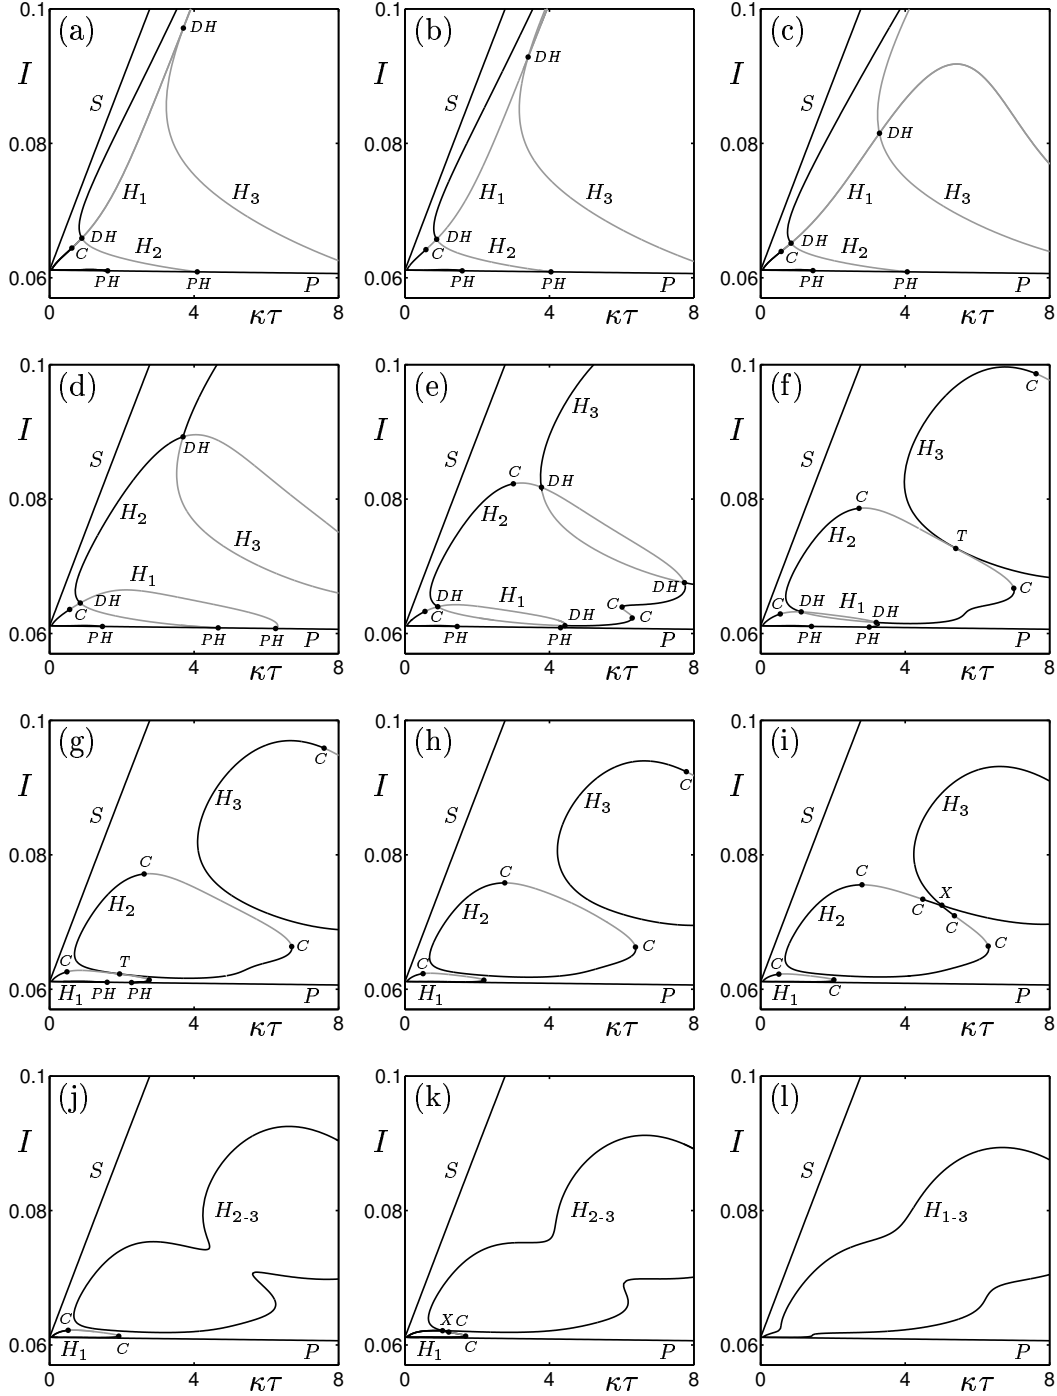 (a) (b) (c)
0.1 0.1 0.1
DH DH
I I I
S S S
0.08 0.08 0.08 DH
H1 H3 H1 H3 H1 H3
DH H2 DH H2 DH H2
C C C
0.06 0.06 0.06
PH PH P PH PH P PH PH P
0 4 κτ 8 0 4 κτ 8 0 4 κτ 8
(d) (e) (f)
0.1 0.1 0.1
H3 C
I I I
DH C DH H3
S S S
0.08 0.08 0.08
H2 H2 C
H3 H2 T
H1 H1 DH
DH DH DH C C DH H1 DH
C C C
0.06 0.06 0.06
PH PH PH P PH PH P PH PH P
0 4 κτ 8 0 4 κτ 8 0 4 κτ 8
(g) (h) (i)
0.1 0.1 0.1
C C
I I I
H3 H3 H3
S S S
0.08 0.08 0.08
C C C X
H2 H2 H2 C C
C T C C C C C
0.06 0.06 0.06
H1 PH PH P H1 P H1 C P
0 4 κτ 8 0 4 κτ 8 0 4 κτ 8
(j) (k) (l)
0.1 0.1 0.1
I I I
S S S
0.08 0.08 0.08
H2-3 H2-3 H1-3
C X C
0.06 0.06 0.06
H1 C P H1 C P P
0 4 κτ 8 0 4 κτ 8 0 4 κτ 8